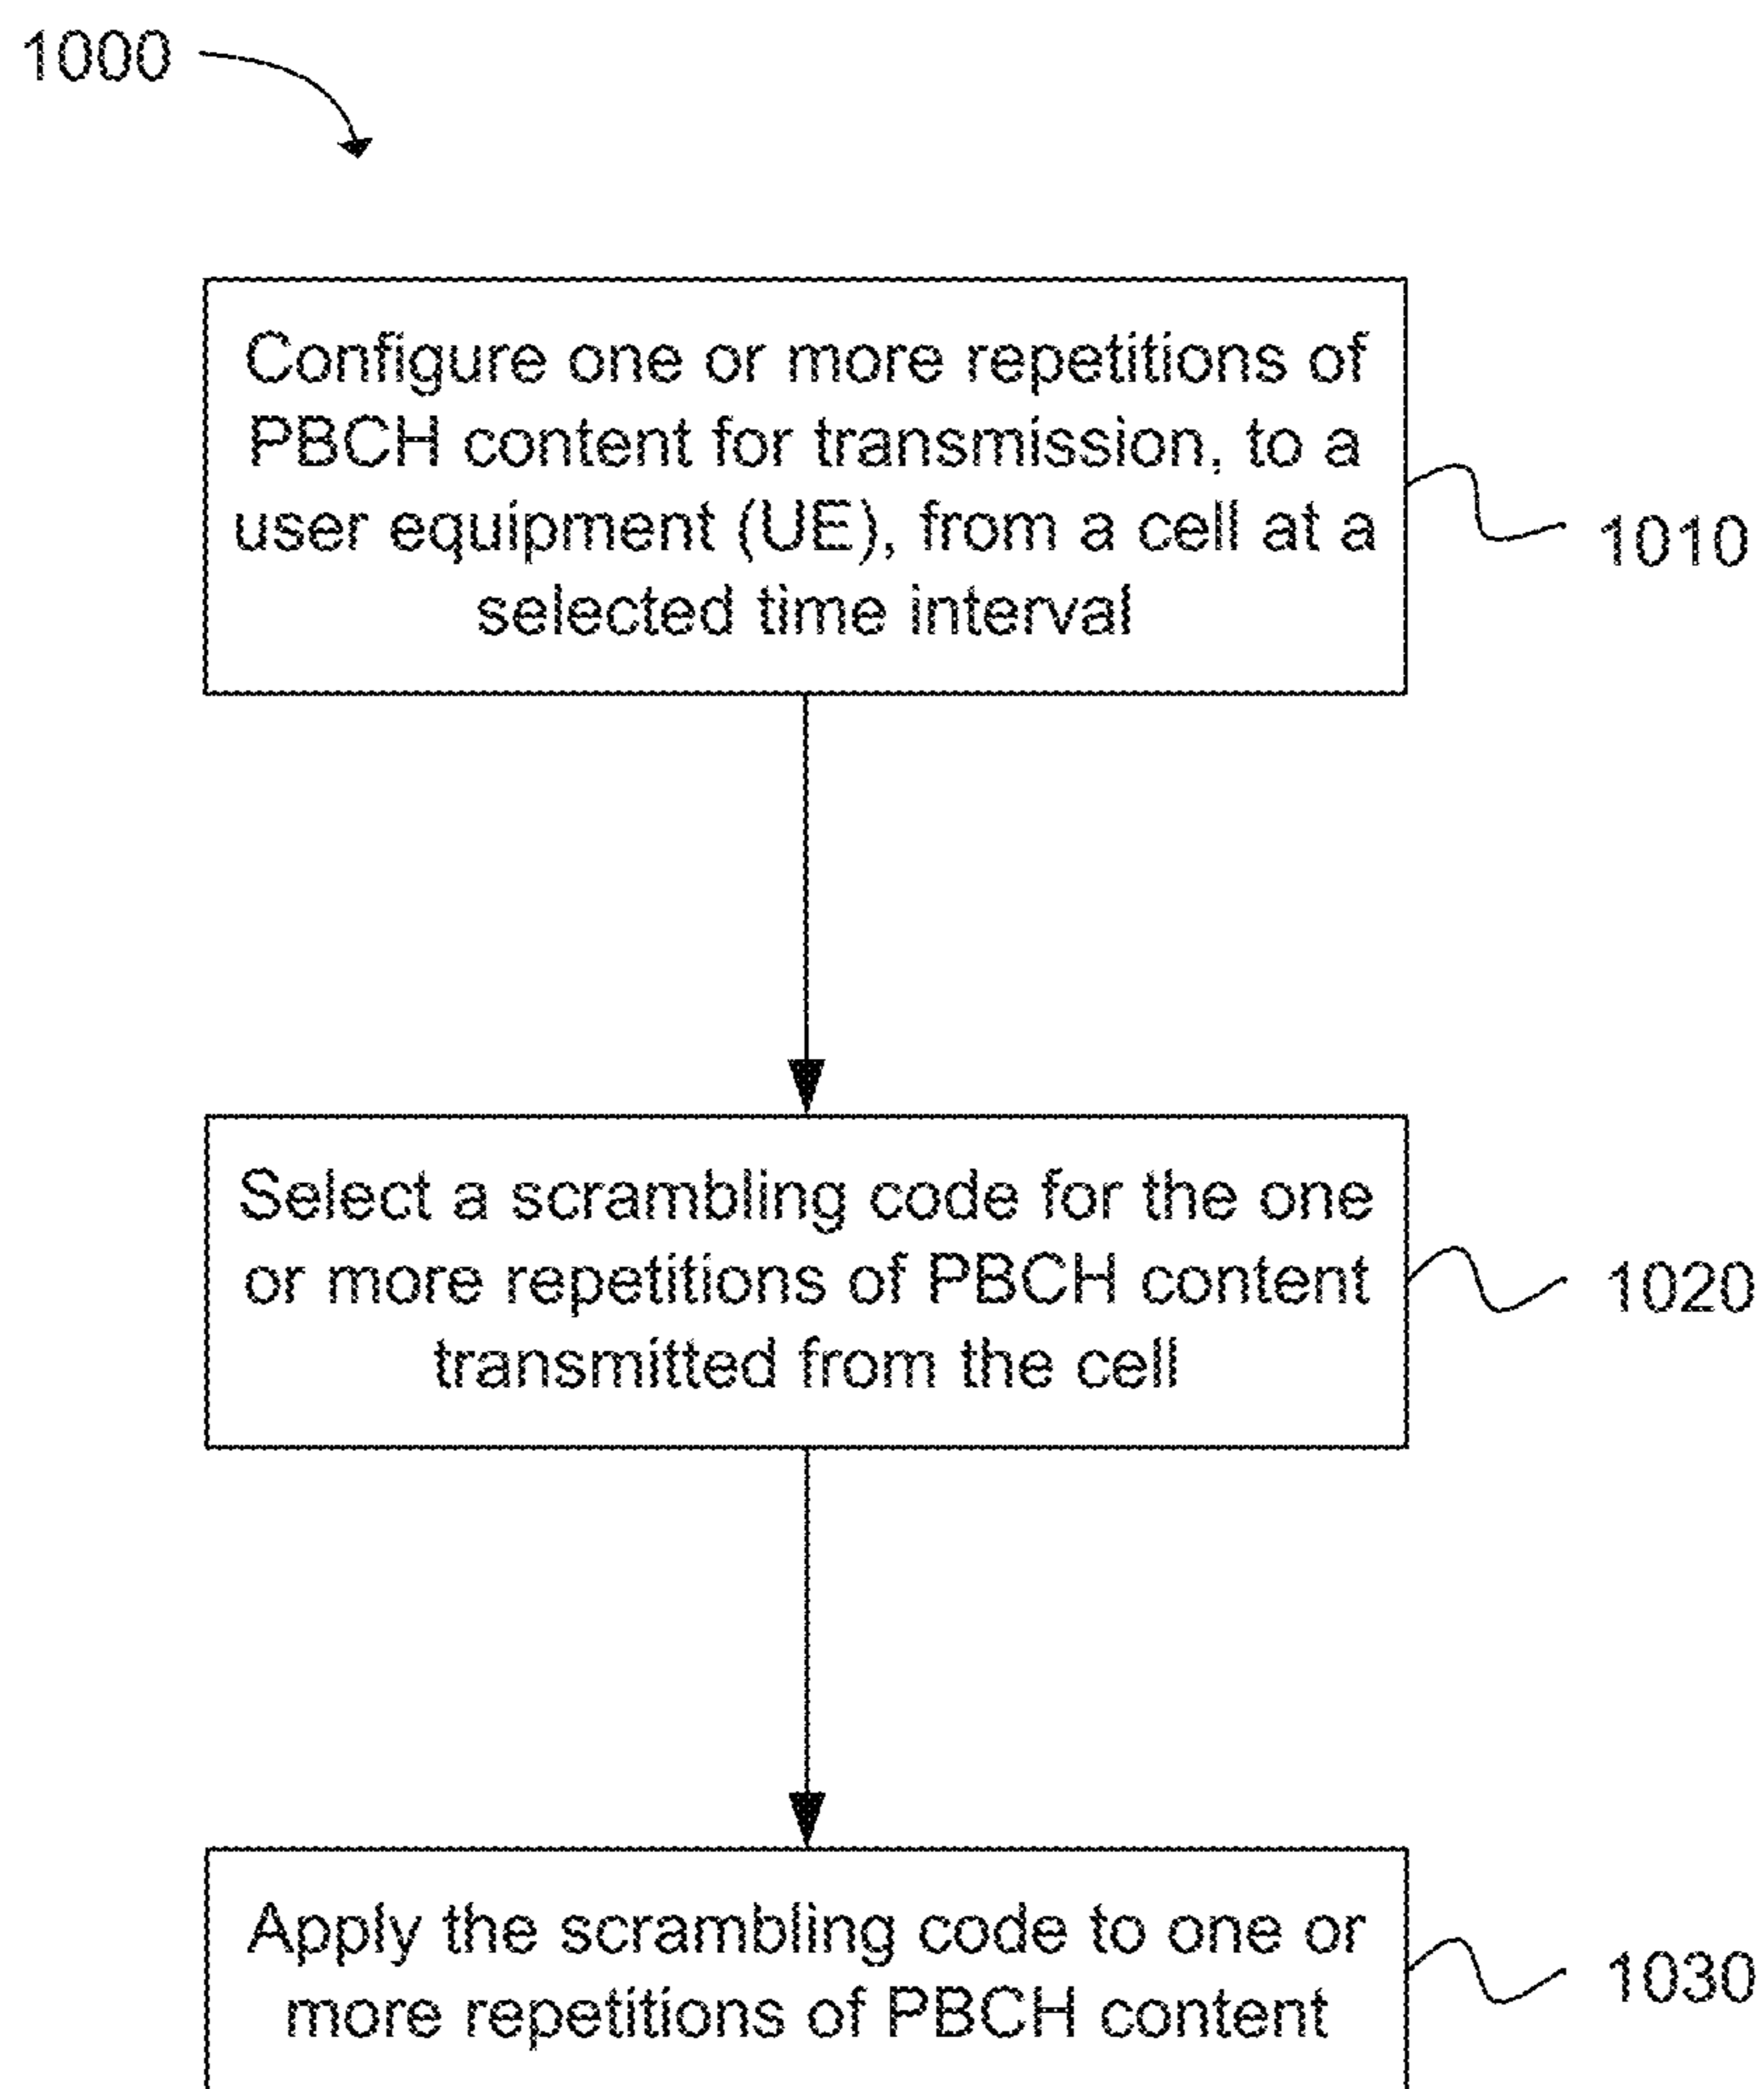 1000
Configure one or more repetitions of
PBCH content for transmission, to a
user equipment (UE), from a cell at a
selected time interval
1010
Select a scrambling code for the one
or more repetitions of PBCH content
transmitted from the cell
1020
Apply the scrambling code to one or
more repetitions of PBCH content
1030